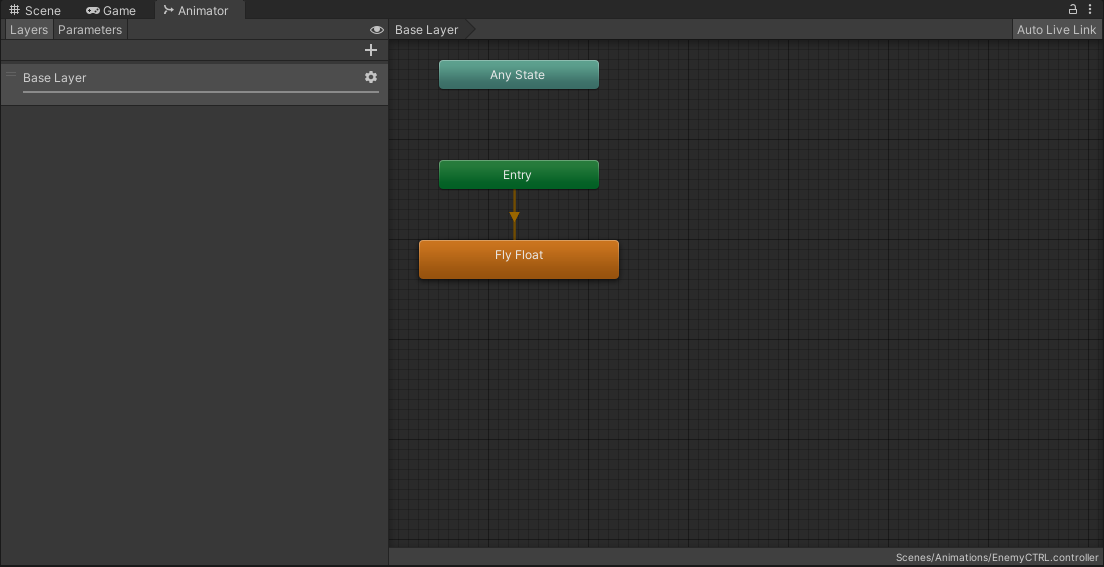 Scene Game Animator
Layers Parameters Base Layer Auto Live Link
Base Layer
Any State
Entry
Fly Float
Scenes/Animations/EnemyCTRL.controller